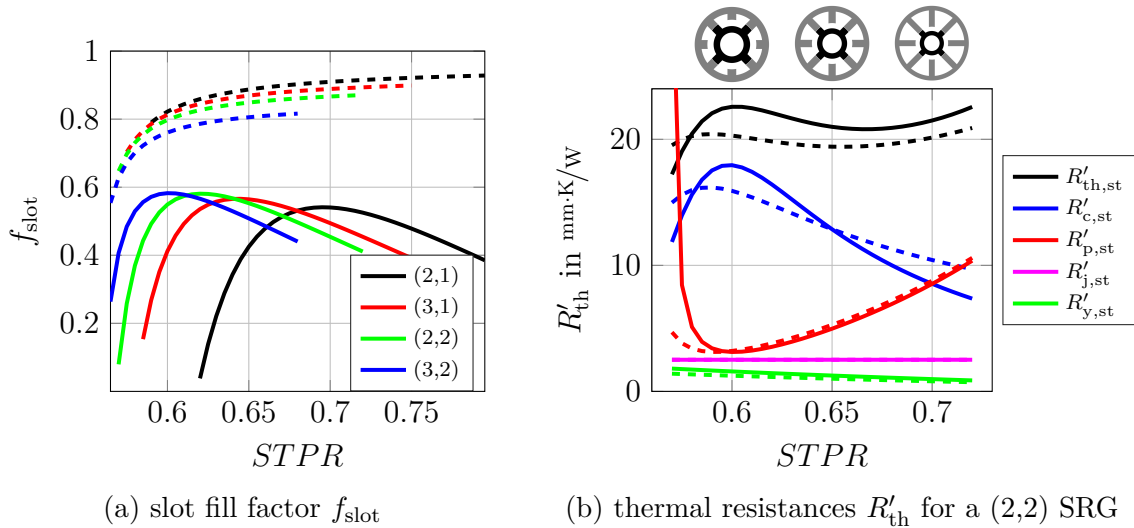 1
0.8
0.6
0.4
0.2
0.6 0.65 0.7 0.75
f_slot
STPR
(2,1)
(3,1)
(2,2)
(3,2)
(a) slot fill factor f_slot
20
10
0
0.6 0.65 0.7
R′_th in mm·K/W
STPR
R′_th,st
R′_c,st
R′_p,st
R′_j,st
R′_y,st
(b) thermal resistances R′_th for a (2,2) SRG